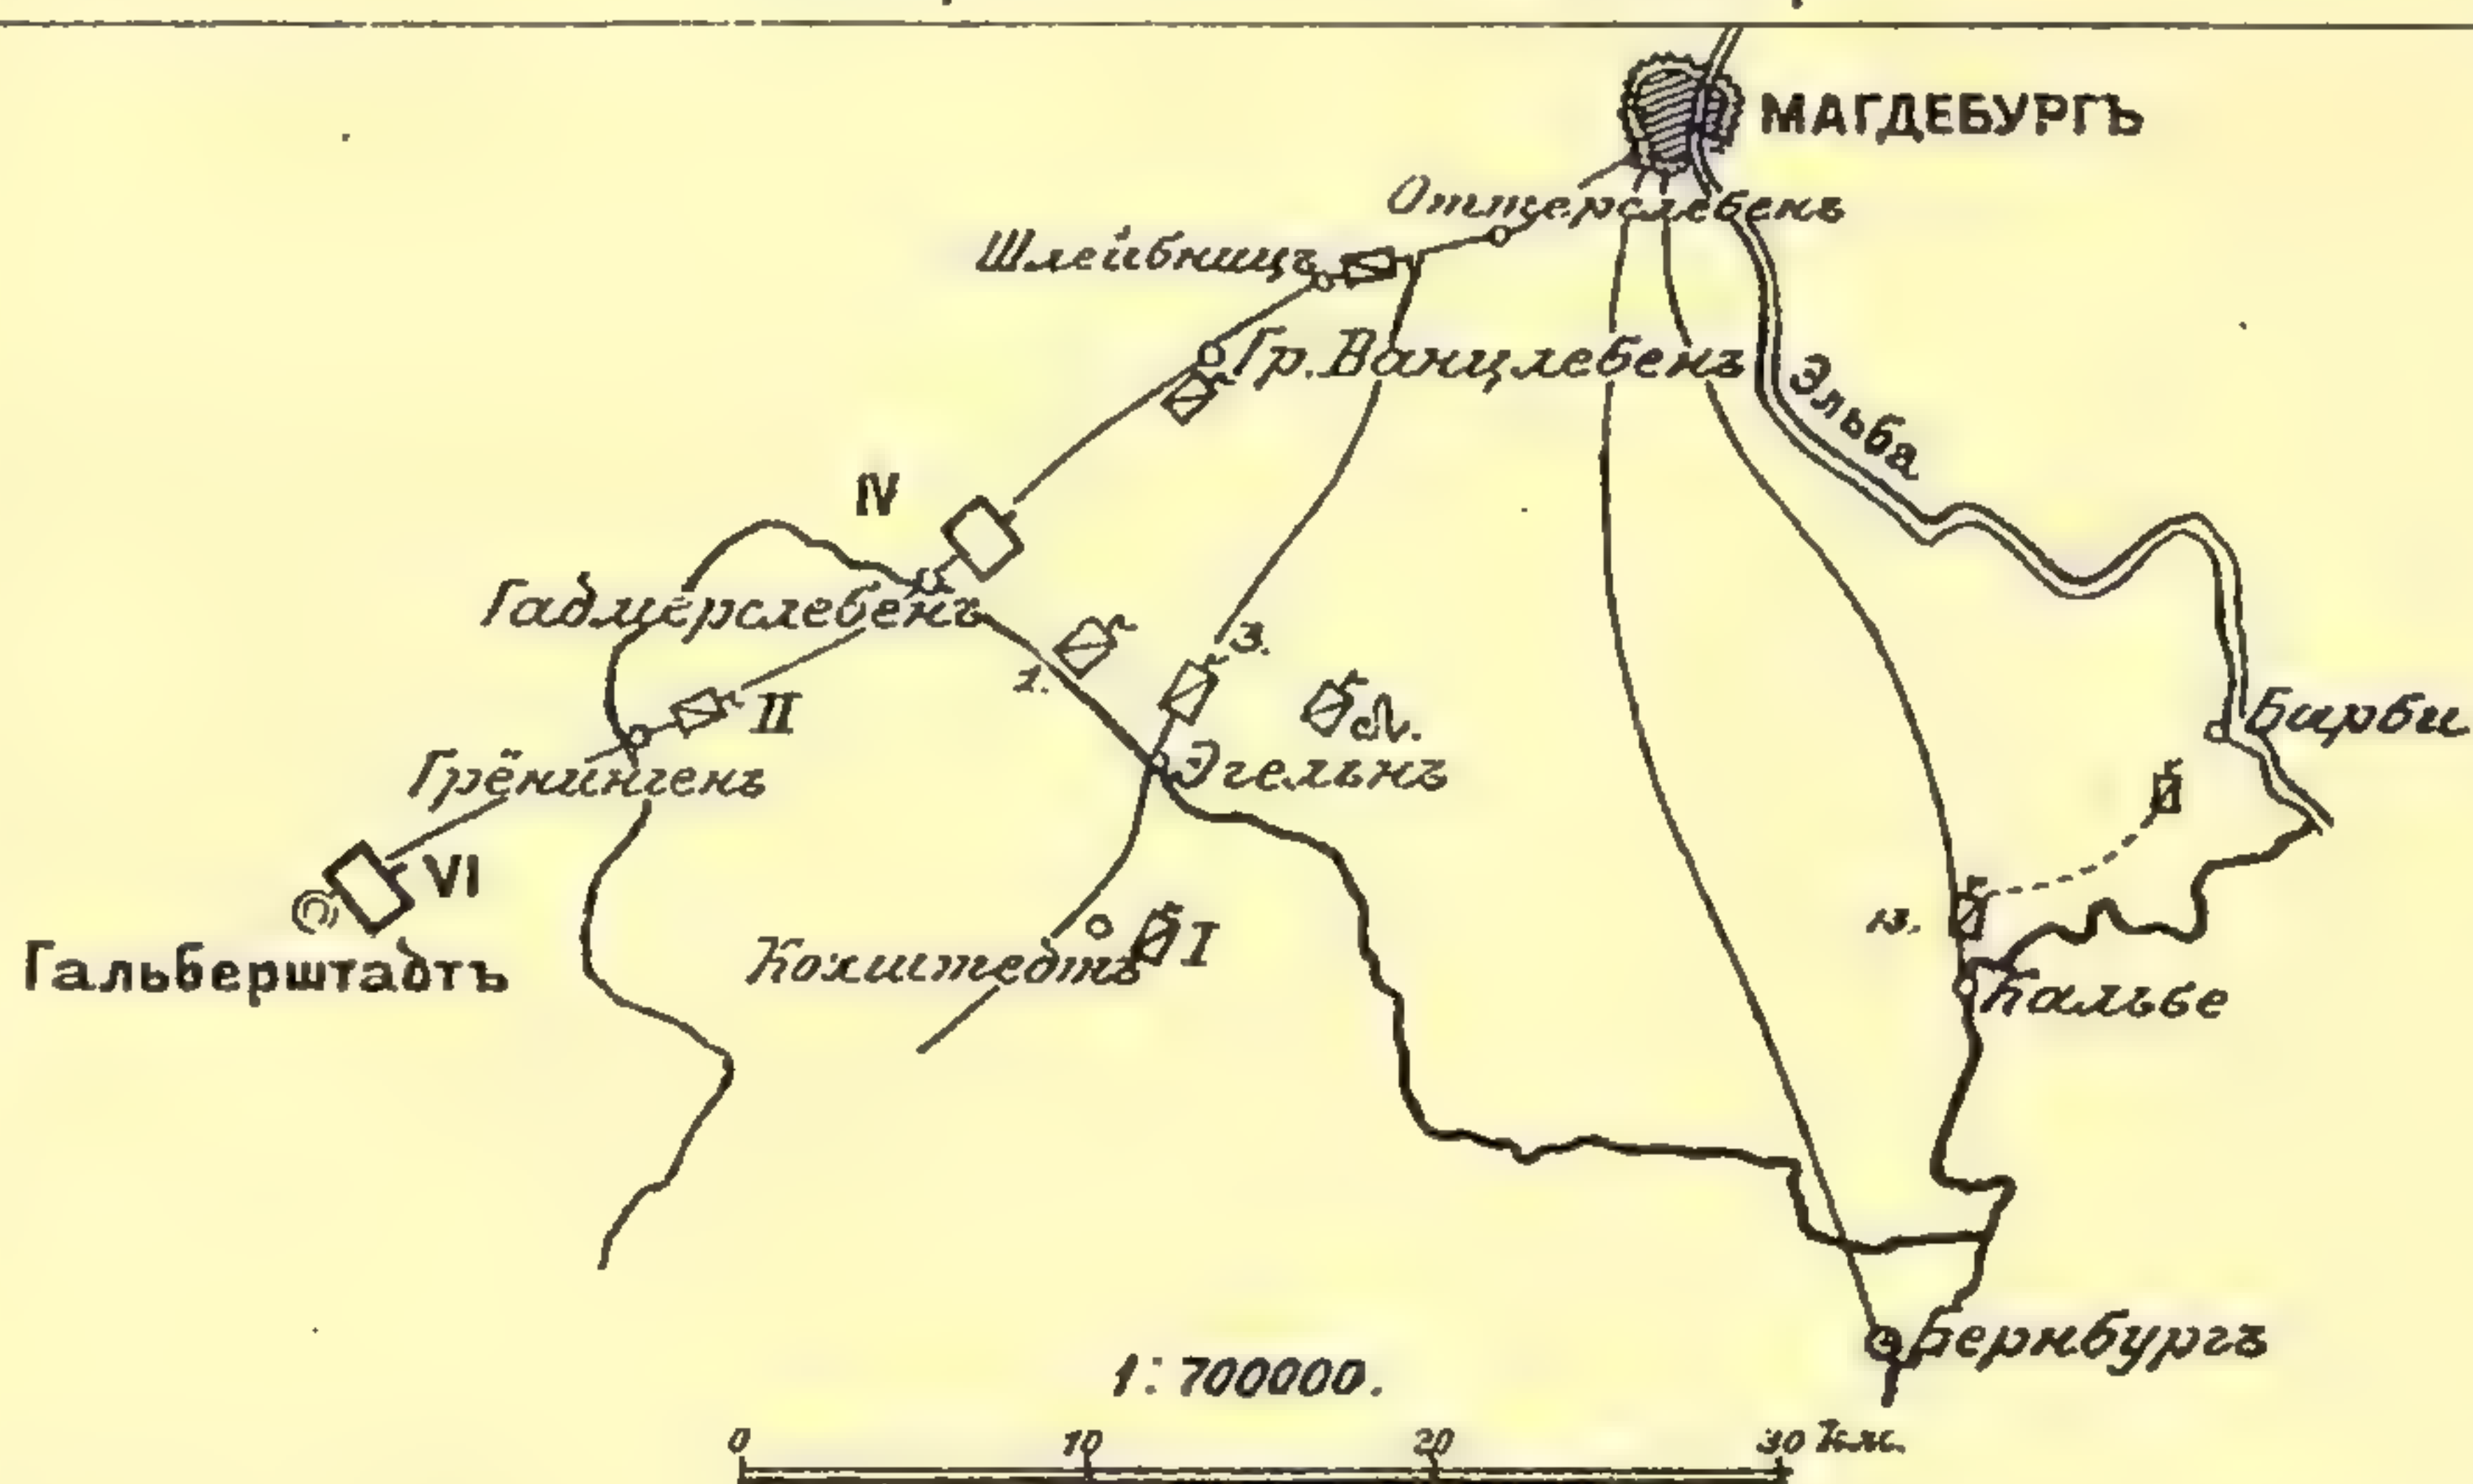 МАГДЕБУРГЪ
Оттерслебенъ
Шлейбницъ
Гр. Ванцлебенъ
Эльба
IV
Гадмерслебенъ
3.
1.
II
Л.
Барби
Грёнингенъ
Эгельнъ
VI
I
Гальберштадтъ
Кохштедтъ
Кальбе
Бернбургъ
1:700000.
0 10 20 30 Км.